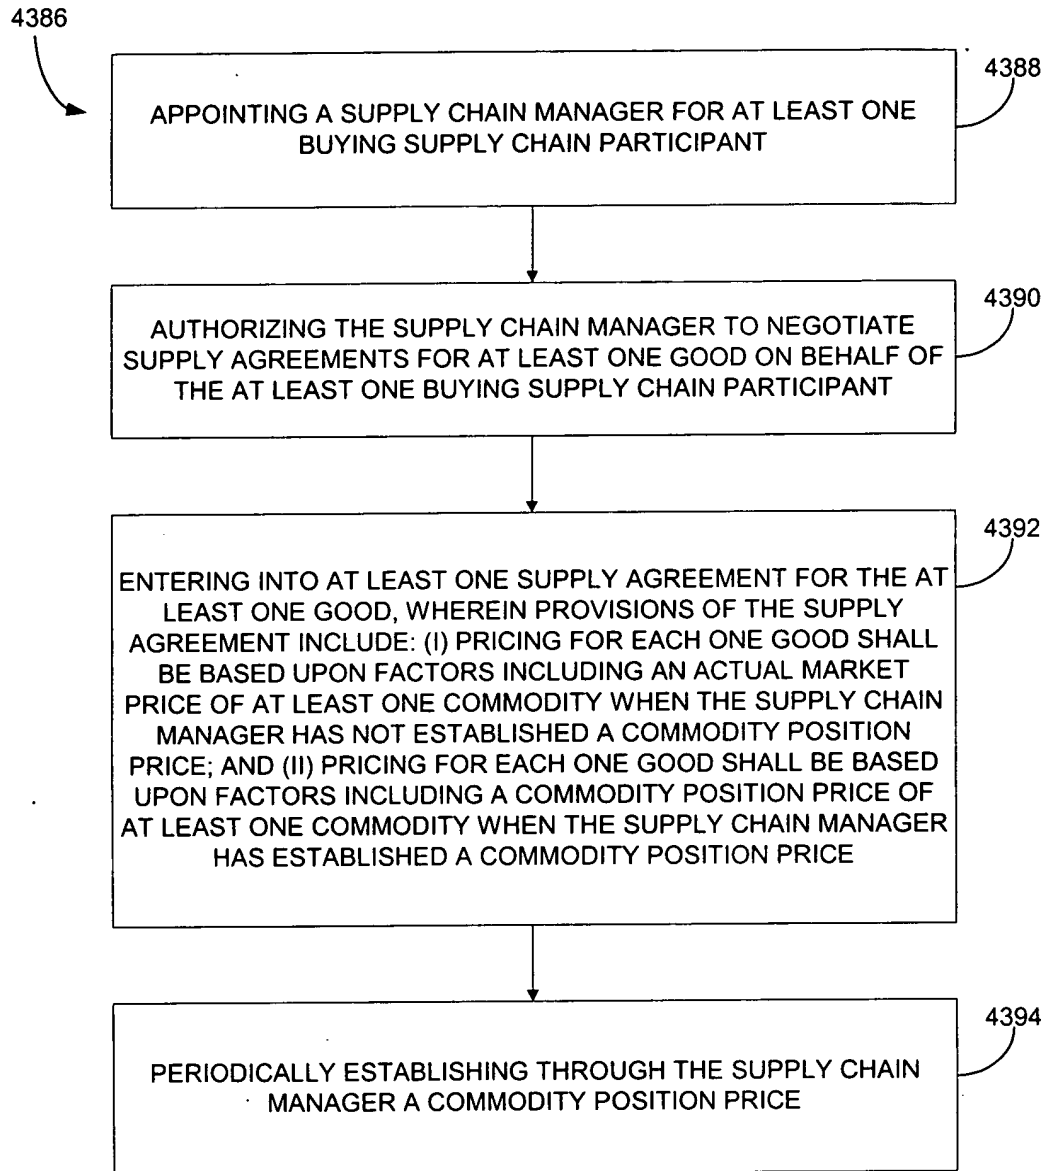 4386
4388
APPOINTING A SUPPLY CHAIN MANAGER FOR AT LEAST ONE
BUYING SUPPLY CHAIN PARTICIPANT
4390
AUTHORIZING THE SUPPLY CHAIN MANAGER TO NEGOTIATE
SUPPLY AGREEMENTS FOR AT LEAST ONE GOOD ON BEHALF OF
THE AT LEAST ONE BUYING SUPPLY CHAIN PARTICIPANT
4392
ENTERING INTO AT LEAST ONE SUPPLY AGREEMENT FOR THE AT
LEAST ONE GOOD, WHEREIN PROVISIONS OF THE SUPPLY
AGREEMENT INCLUDE: (I) PRICING FOR EACH ONE GOOD SHALL
BE BASED UPON FACTORS INCLUDING AN ACTUAL MARKET
PRICE OF AT LEAST ONE COMMODITY WHEN THE SUPPLY CHAIN
MANAGER HAS NOT ESTABLISHED A COMMODITY POSITION
PRICE; AND (II) PRICING FOR EACH ONE GOOD SHALL BE BASED
UPON FACTORS INCLUDING A COMMODITY POSITION PRICE OF
AT LEAST ONE COMMODITY WHEN THE SUPPLY CHAIN MANAGER
HAS ESTABLISHED A COMMODITY POSITION PRICE
4394
PERIODICALLY ESTABLISHING THROUGH THE SUPPLY CHAIN
MANAGER A COMMODITY POSITION PRICE